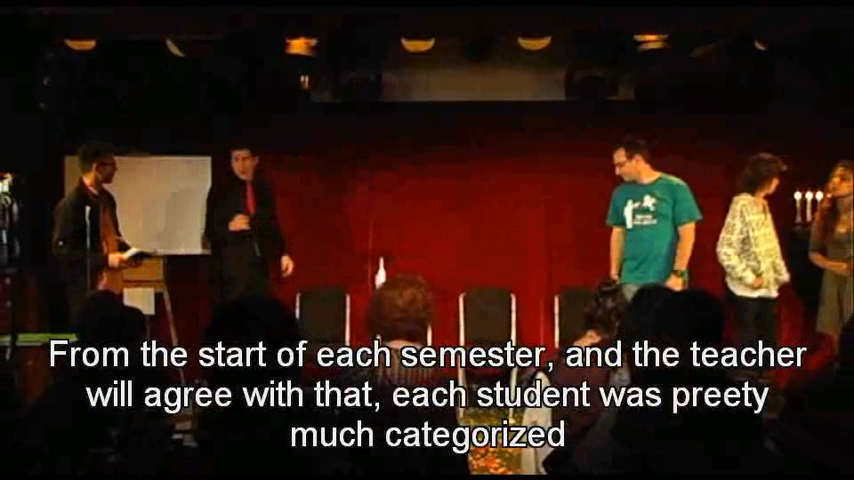 From the start of each semester, and the teacher
will agree with that, each student was preety
much categorized